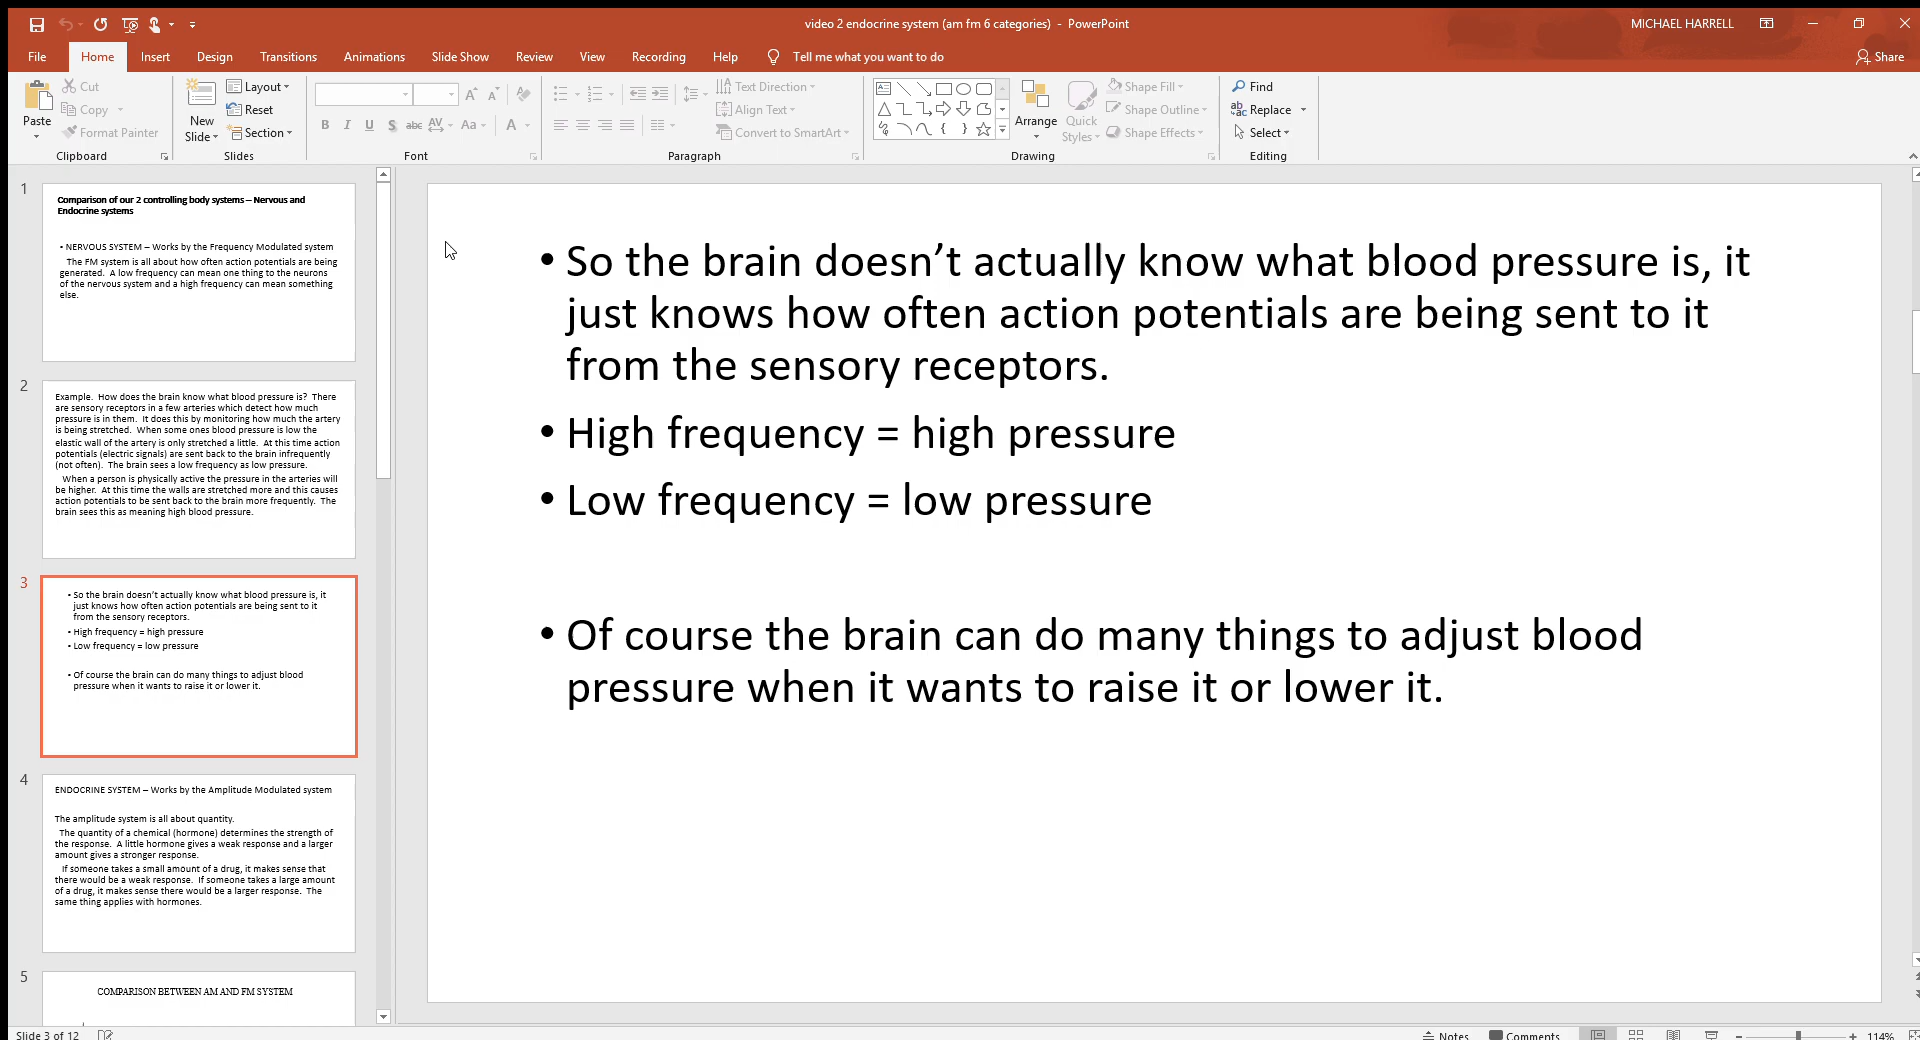 video 2 endocrine system (am fm 6 categories) - PowerPoint
MICHAEL HARRELL
File Home Insert Design Transitions Animations Slide Show Review View Recording Help Tell me what you want to do
Share
Paste
Cut
Copy
Format Painter
Clipboard
New Slide
Layout
Reset
Section
Slides
B I U S abc AV Aa A
Font
Text Direction
Align Text
Convert to SmartArt
Paragraph
Arrange
Quick Styles
Shape Fill
Shape Outline
Shape Effects
Drawing
Find
Replace
Select
Editing
1
Comparison of our 2 controlling body systems – Nervous and
Endocrine systems
• NERVOUS SYSTEM – Works by the Frequency Modulated system
The FM system is all about how often action potentials are being
generated. A low frequency can mean one thing to the neurons
of the nervous system and a high frequency can mean something
else.
2
Example. How does the brain know what blood pressure is? There
are sensory receptors in a few arteries which detect how much
pressure is in them. It does this by monitoring how much the artery
is being stretched. When some ones blood pressure is low the
elastic wall of the artery is only stretched a little. At this time action
potentials (electric signals) are sent back to the brain infrequently
(not often). The brain sees a low frequency as low pressure.
When a person is physically active the pressure in the arteries will
be higher. At this time the walls are stretched more and this causes
action potentials to be sent back to the brain more frequently. The
brain sees this as meaning high blood pressure.
3
• So the brain doesn't actually know what blood pressure is, it
just knows how often action potentials are being sent to it
from the sensory receptors.
• High frequency = high pressure
• Low frequency = low pressure
• Of course the brain can do many things to adjust blood
pressure when it wants to raise it or lower it.
4
ENDOCRINE SYSTEM – Works by the Amplitude Modulated system
The amplitude system is all about quantity.
The quantity of a chemical (hormone) determines the strength of
the response. A little hormone gives a weak response and a larger
amount gives a stronger response.
If someone takes a small amount of a drug, it makes sense that
there would be a weak response. If someone takes a large amount
of a drug, it makes sense there would be a larger response. The
same thing applies with hormones.
5
COMPARISON BETWEEN AM AND FM SYSTEM
• So the brain doesn’t actually know what blood pressure is, it
just knows how often action potentials are being sent to it
from the sensory receptors.
• High frequency = high pressure
• Low frequency = low pressure
• Of course the brain can do many things to adjust blood
pressure when it wants to raise it or lower it.
Slide 3 of 12
Notes
Comments
114%